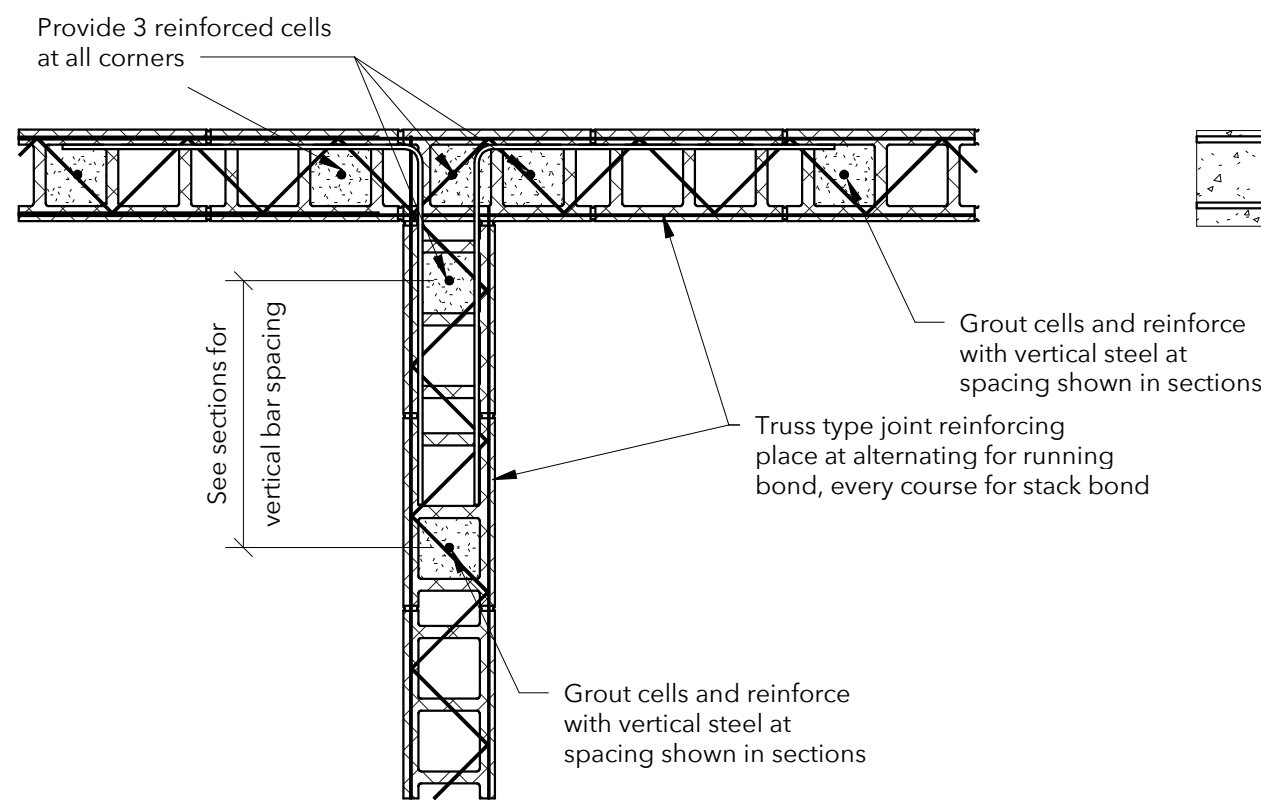 Provide 3 reinforced cells
at all corners
See sections for
vertical bar spacing
Grout cells and reinforce
with vertical steel at
spacing shown in sections
Truss type joint reinforcing
place at alternating for running
bond, every course for stack bond
Grout cells and reinforce
with vertical steel at
spacing shown in sections